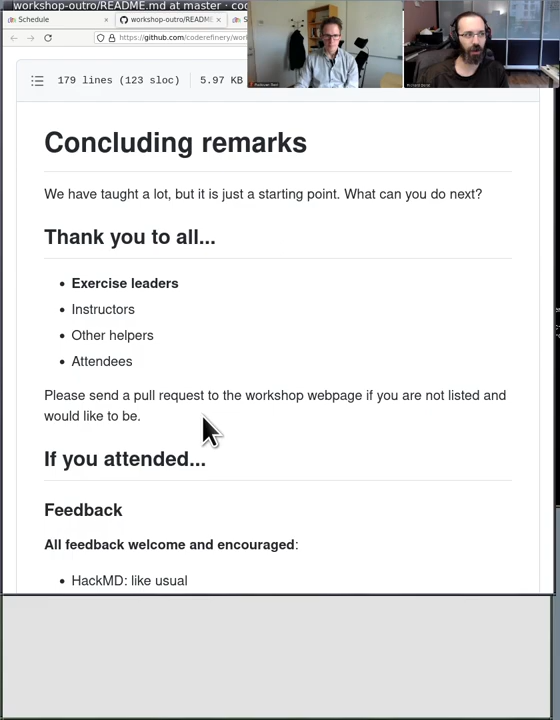 workshop-outro/README.md at master · co
Schedule
workshop-outro/README
https://github.com/coderefinery/wor
179 lines (123 sloc)
5.97 KB
Concluding remarks
We have taught a lot, but it is just a starting point. What can you do next?
Thank you to all...
Exercise leaders
Instructors
Other helpers
Attendees
Please send a pull request to the workshop webpage if you are not listed and
would like to be.
If you attended...
Feedback
All feedback welcome and encouraged:
HackMD: like usual